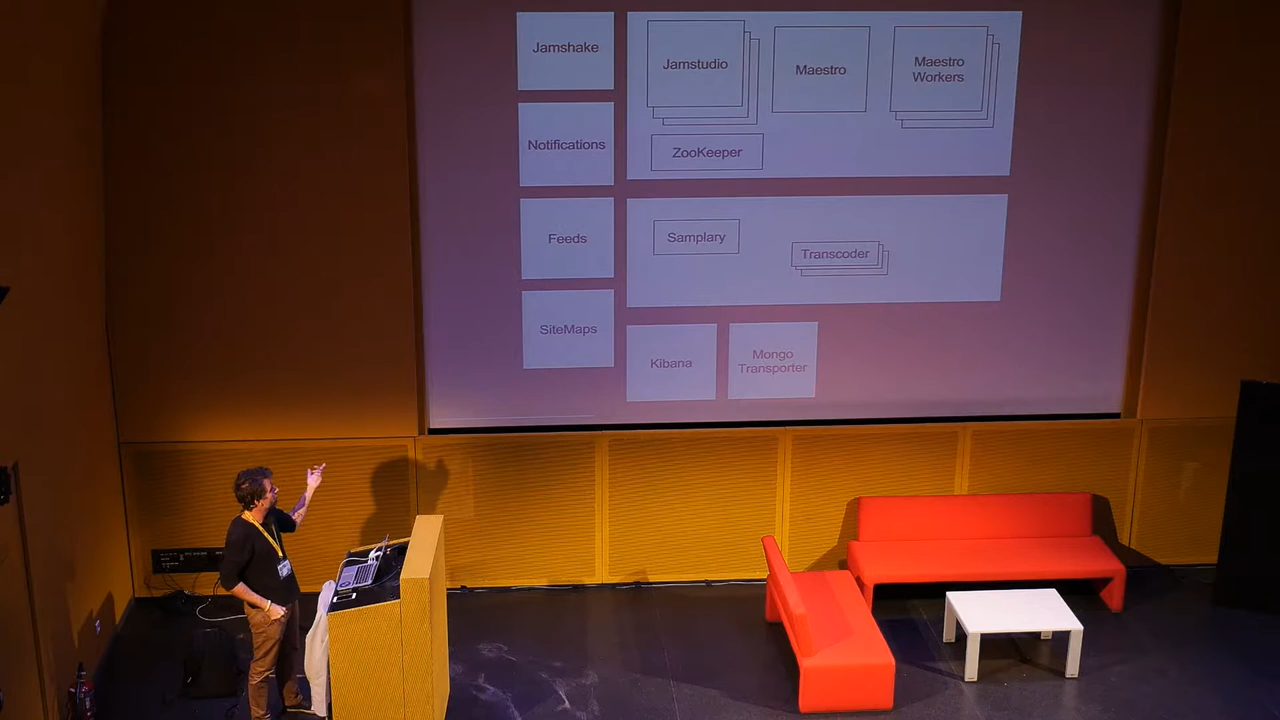 Jamshake
Jamstudio
Maestro
Maestro
Workers
Notifications
ZooKeeper
Feeds
Samplary
Transcoder
SiteMaps
Kibana
Mongo
Transporter